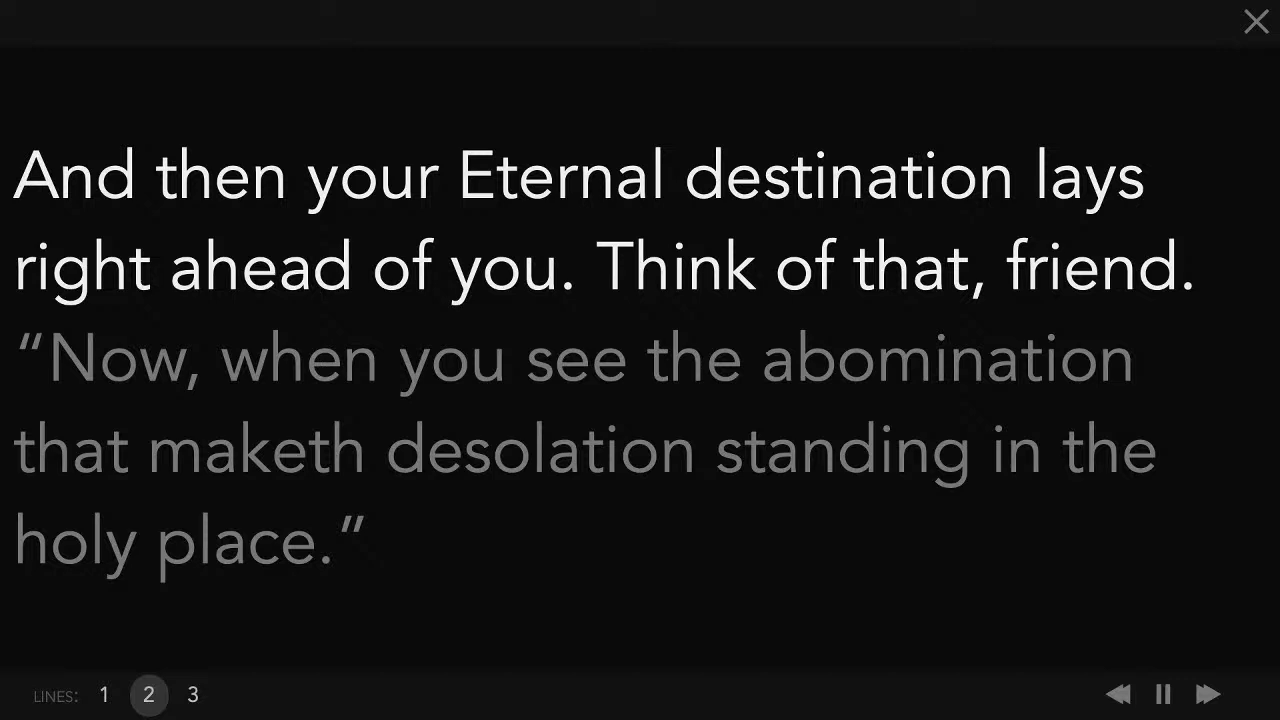 And then your Eternal destination lays
right ahead of you. Think of that, friend.
“Now, when you see the abomination
that maketh desolation standing in the
holy place.”
LINES: 1 2 3